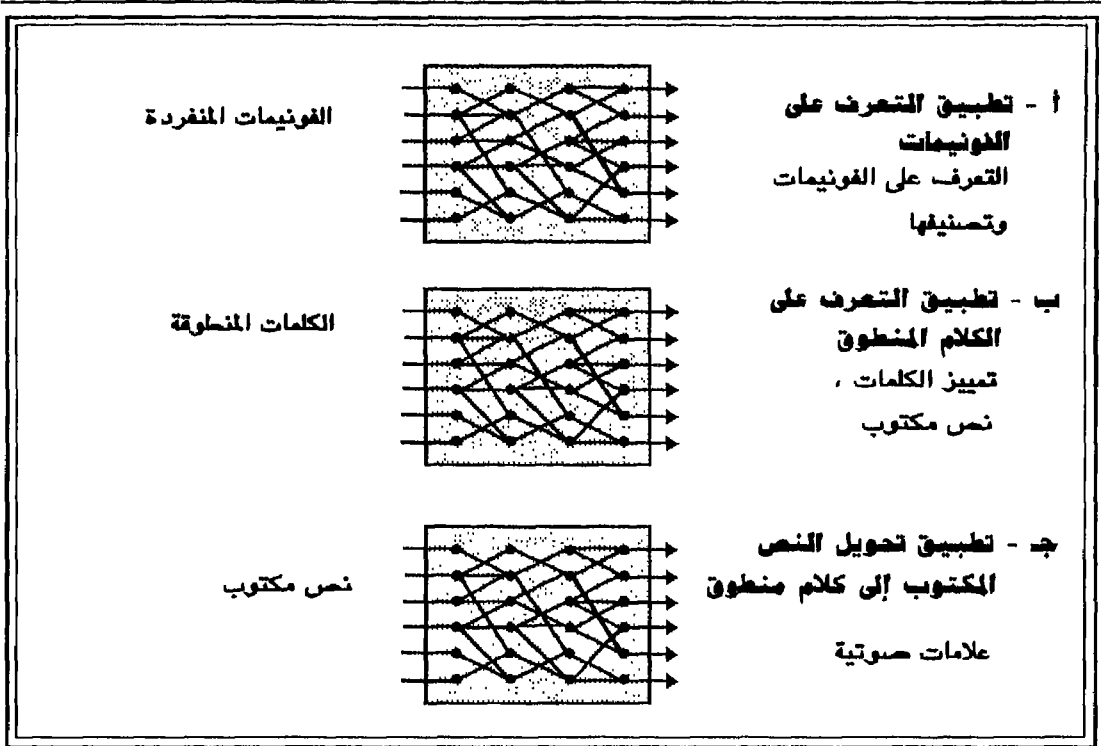 أ - تطبيق التعرف على
الفونيمات
التعرف على الفونيمات
وتصنيفها
الفونيمات المنفردة
ب - تطبيق التعرف على
الكلام المنطوق
تمييز الكلمات ،
نص مكتوب
الكلمات المنطوقة
جـ - تطبيق تحويل النص
المكتوب إلى كلام منطوق
علامات صوتية
نص مكتوب